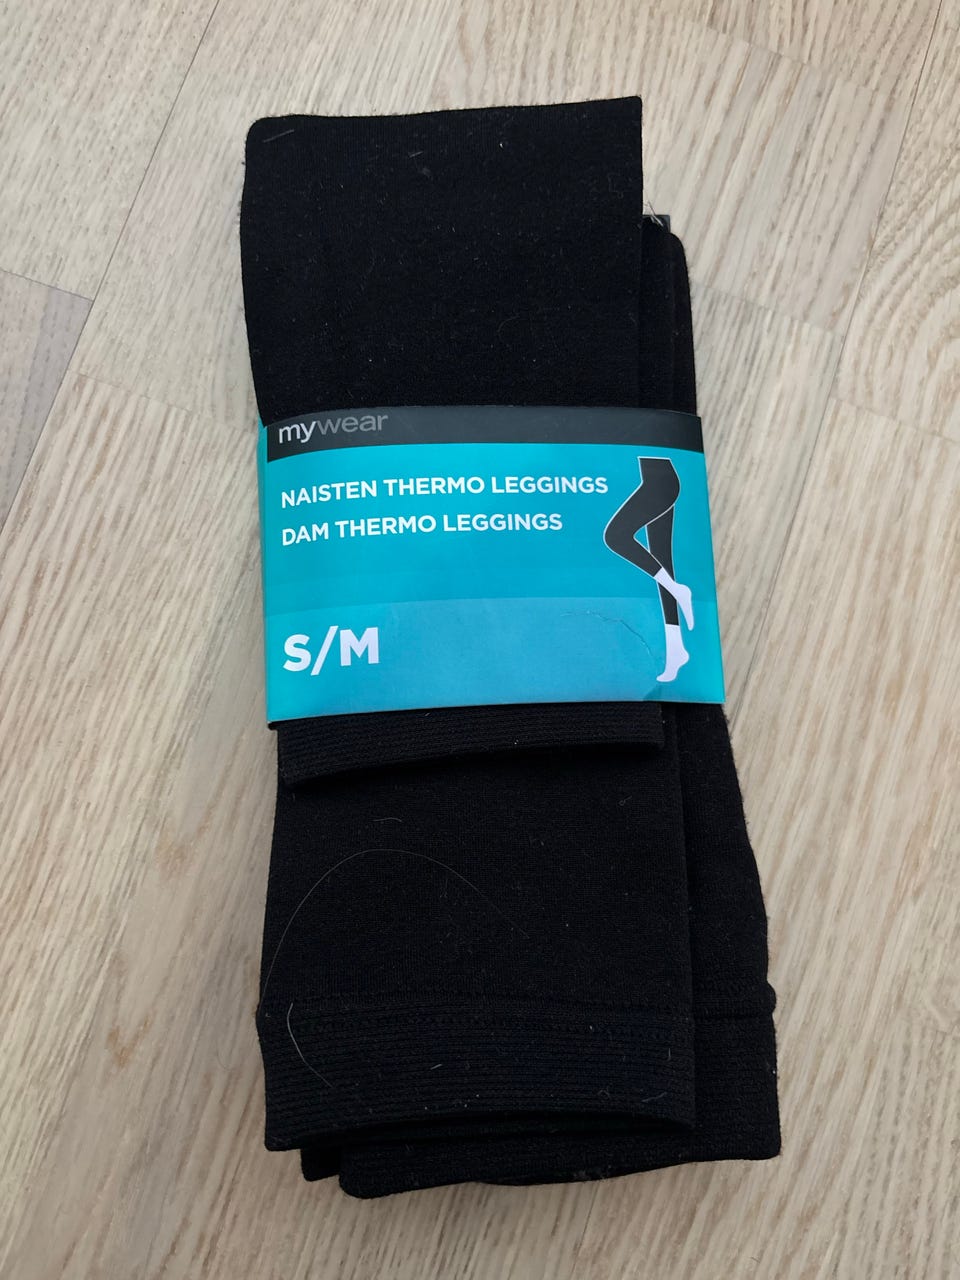 mywear
NAISTEN THERMO LEGGINGS
DAM THERMO LEGGINGS
S/M